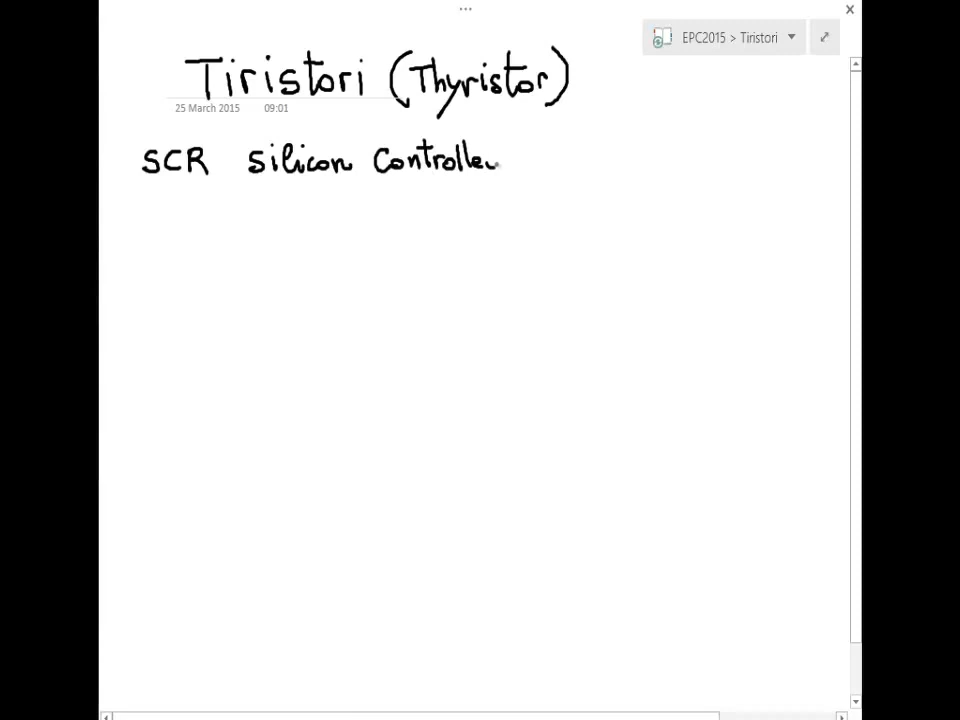 ...
EPC2015 > Tiristori
Tiristori (Thyristor)
25 March 2015 09:01
SCR Silicon Controlle